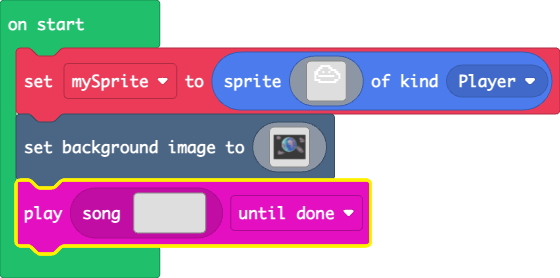 on start
set mySprite to sprite of kind Player
set background image to
play song until done